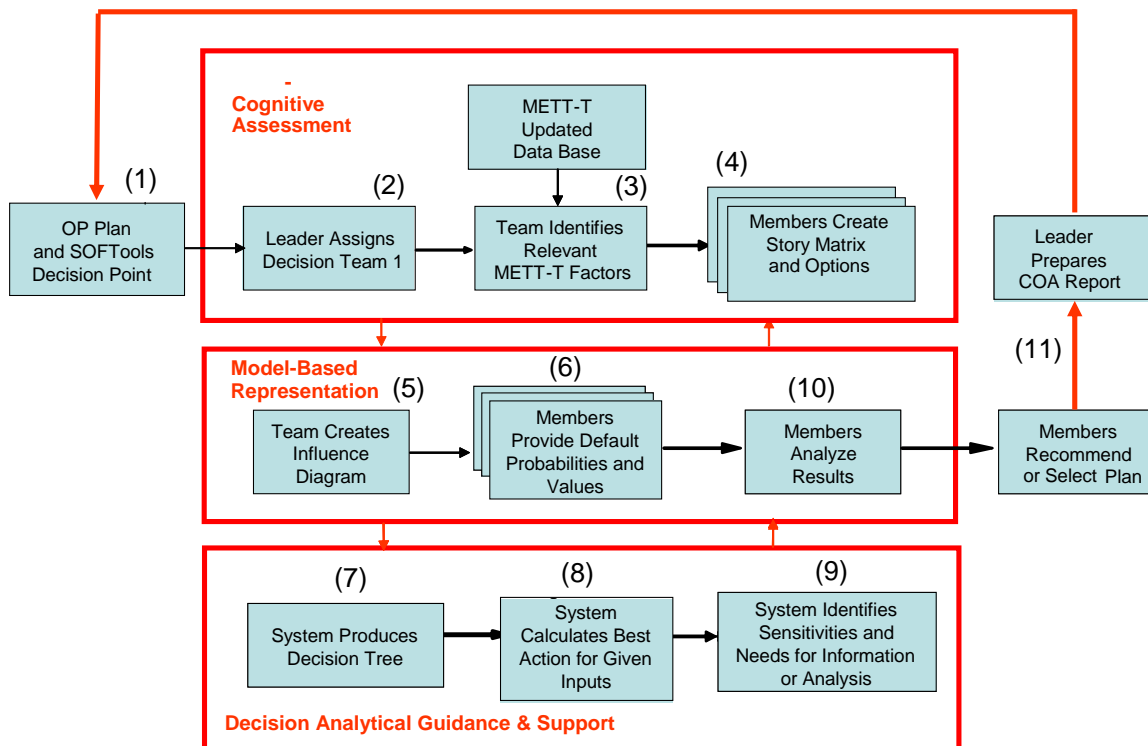 -
Cognitive
Assessment
METT-T
Updated
Data Base
(1)
OP Plan
and SOFTools
Decision Point
(2)
Leader Assigns
Decision Team 1
(3)
Team Identifies
Relevant
METT-T Factors
(4)
Members Create
Story Matrix
and Options
Leader
Prepares
COA Report
(11)
Model-Based
Representation
(5)
Team Creates
Influence
Diagram
(6)
Members
Provide Default
Probabilities and
Values
(10)
Members
Analyze
Results
Members
Recommend
or Select Plan
(7)
System Produces
Decision Tree
(8)
System
Calculates Best
Action for Given
Inputs
(9)
System Identifies
Sensitivities and
Needs for Information
or Analysis
Decision Analytical Guidance & Support